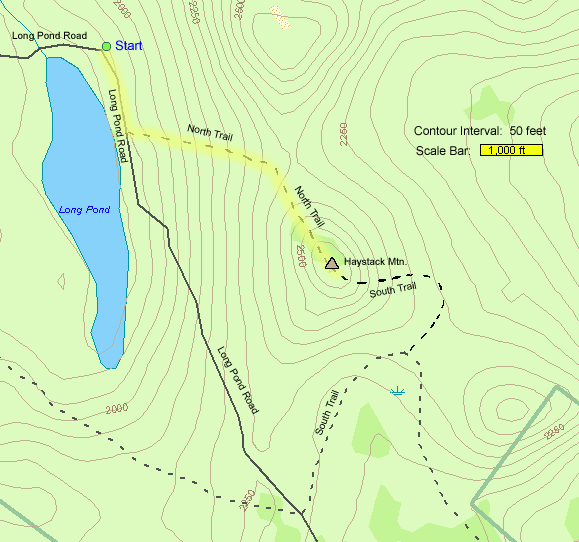 2000
2250
2500
Long Pond Road
Start
Long Pond Road
North Trail
2250
Contour Interval: 50 feet
Scale Bar: 1,000 ft
North Trail
Long Pond
2500
Haystack Mtn.
South Trail
Long Pond Road
South Trail
2000
2250
2250